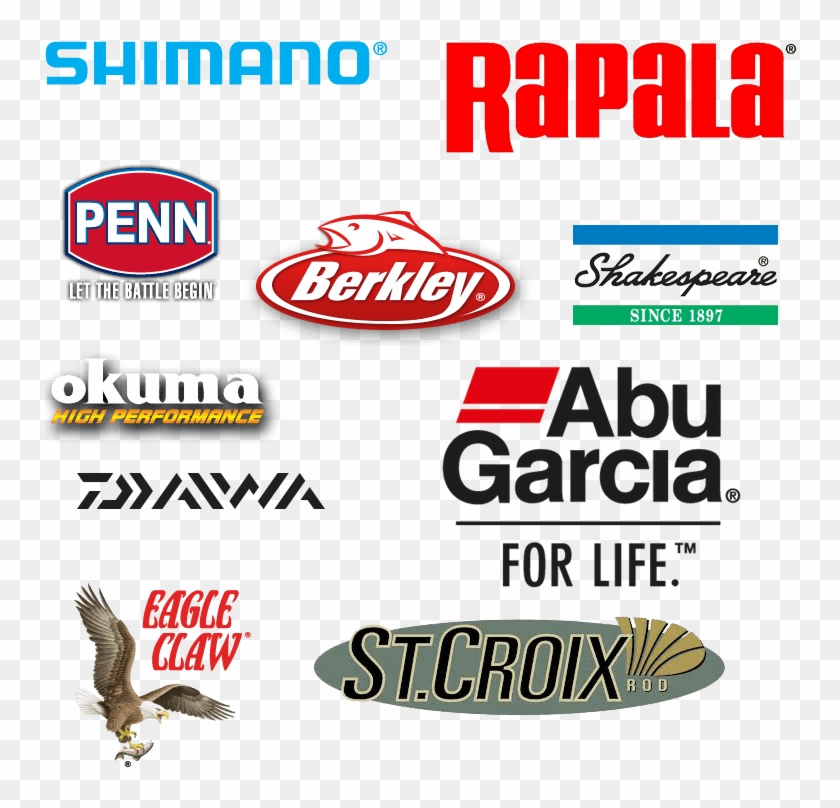 SHIMANO®
RAPALA®
PENN®
LET THE BATTLE BEGIN
Berkley®
Shakespeare®
SINCE 1897
okuma
HIGH PERFORMANCE
Abu
Garcia®
FOR LIFE.™
DAIWA
EAGLE
CLAW®
®
ST.CROIX
ROD